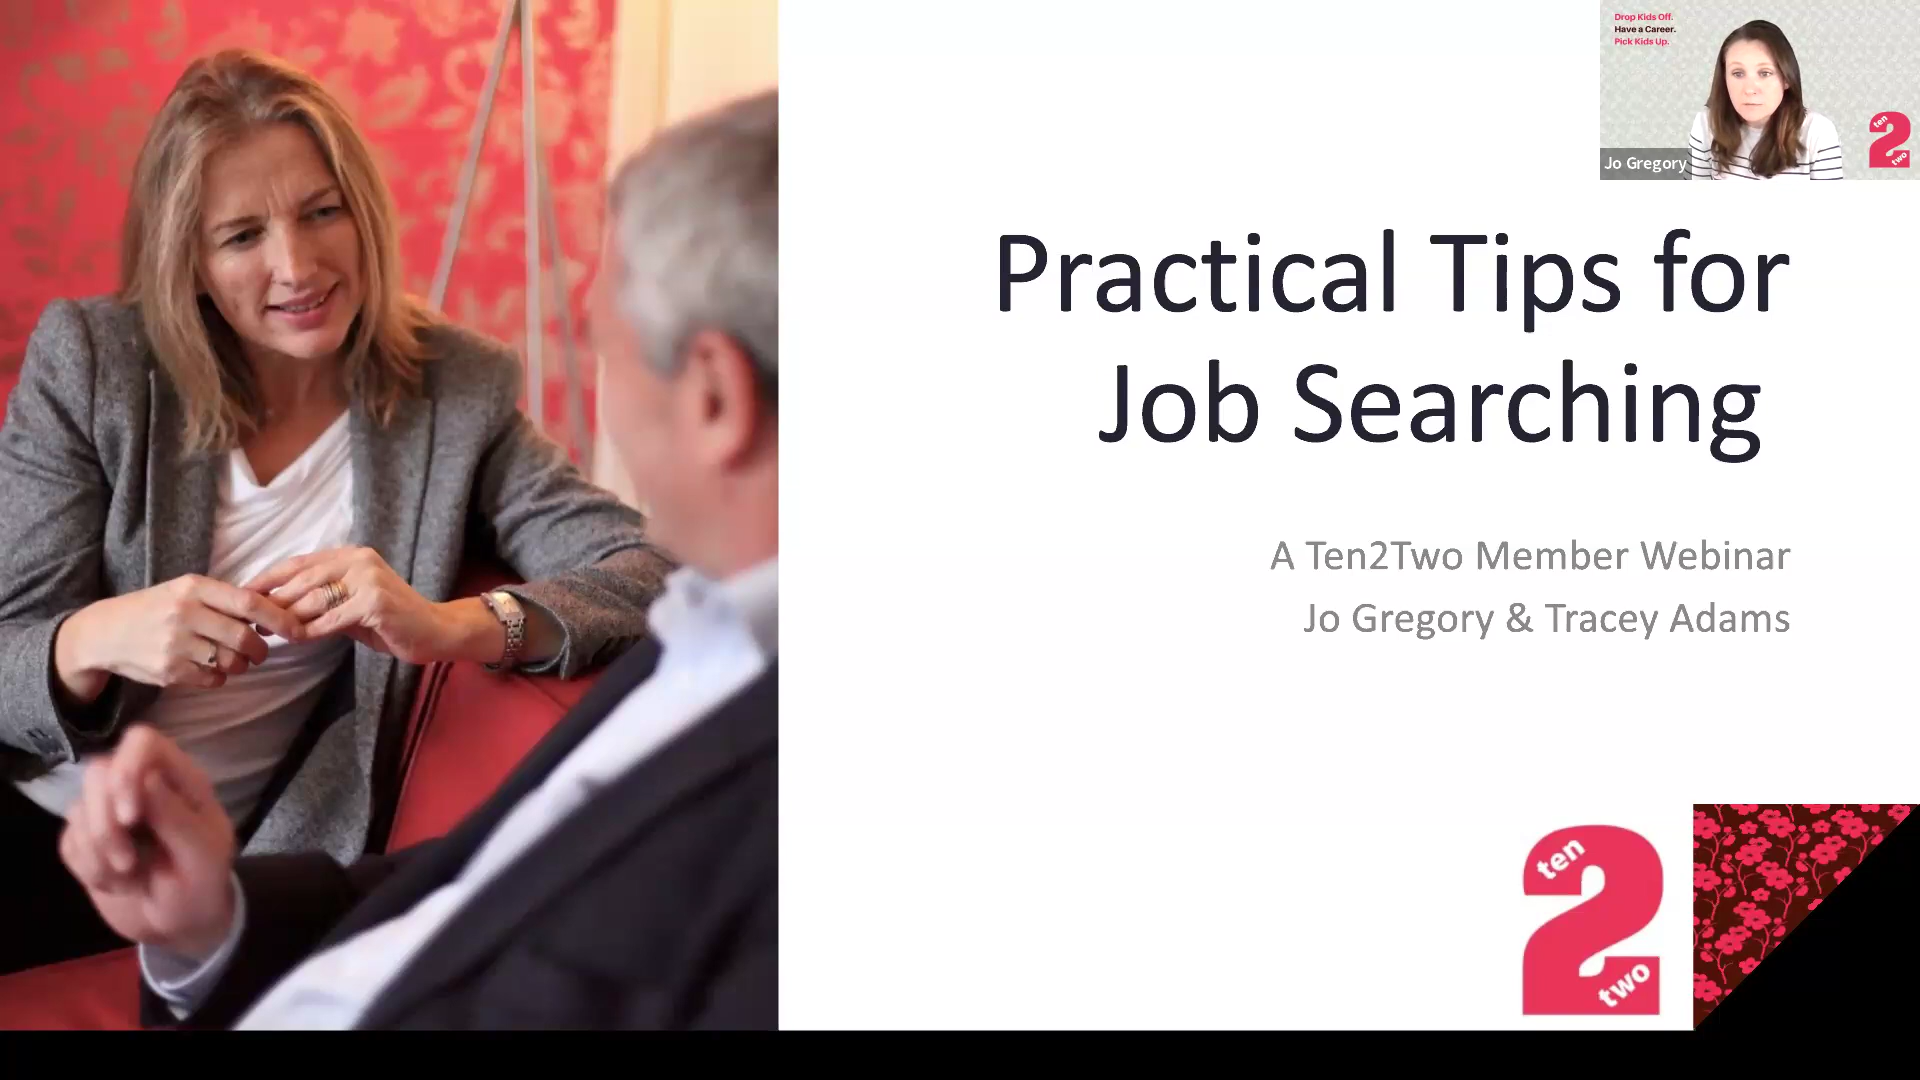 Drop Kids Off.
Have a Career.
Pick Kids Up.
ten
2
two
Jo Gregory
Practical Tips for
Job Searching
A Ten2Two Member Webinar
Jo Gregory & Tracey Adams
ten
2
two